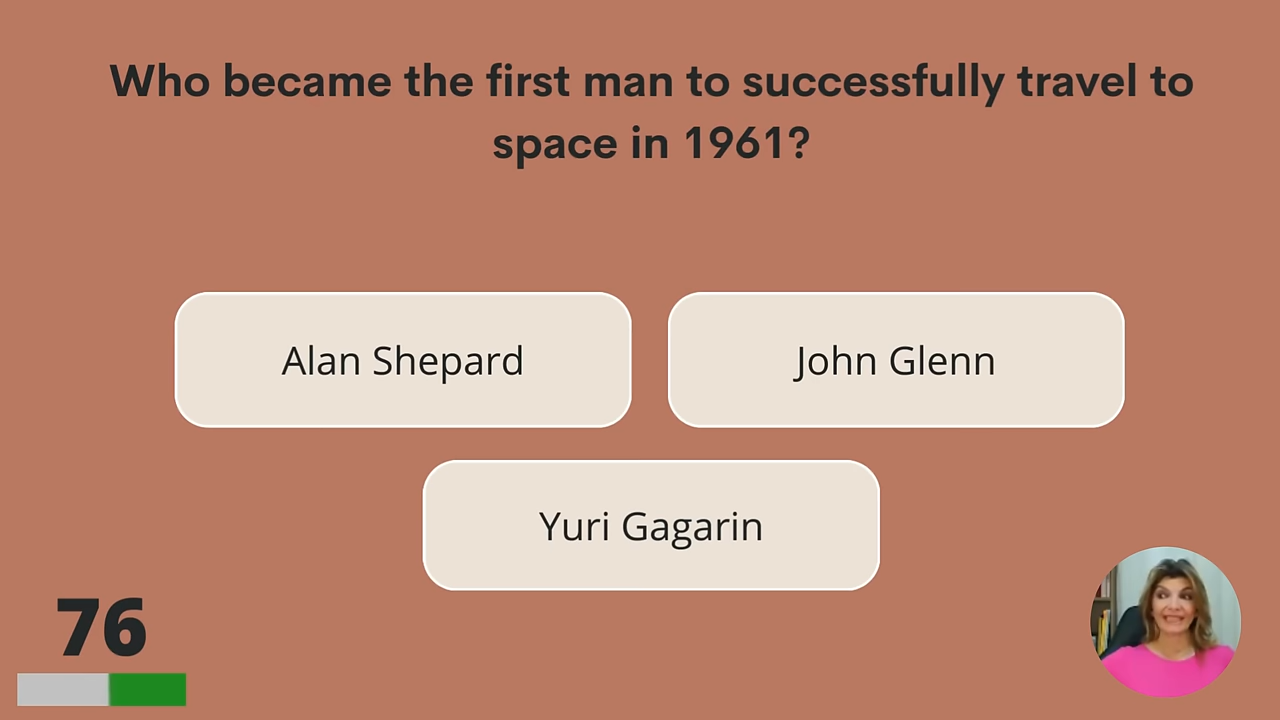 Who became the first man to successfully travel to
space in 1961?
Alan Shepard
John Glenn
Yuri Gagarin
76